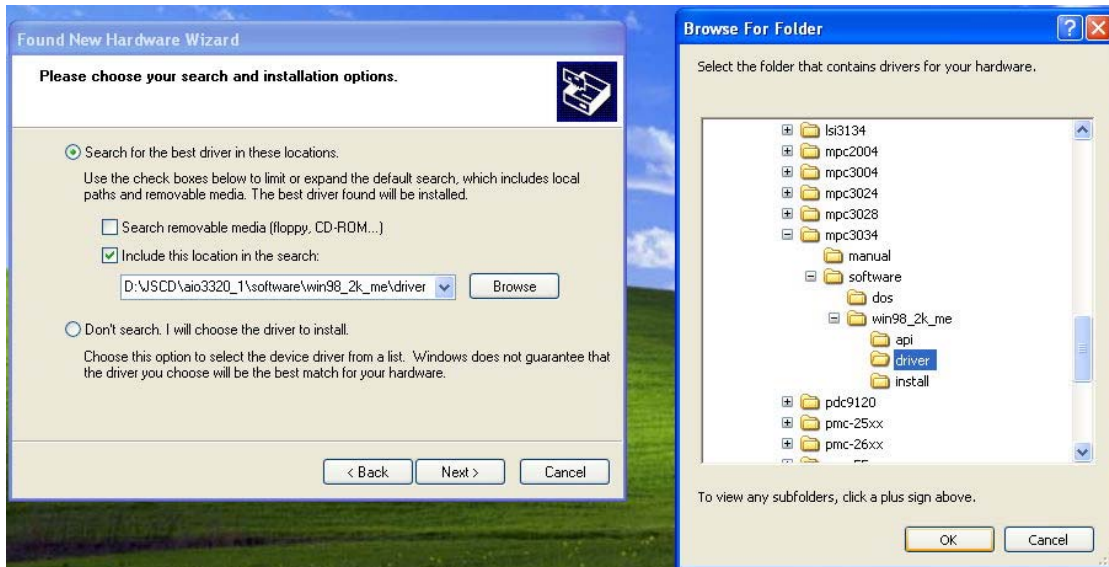 Found New Hardware Wizard
Please choose your search and installation options.
Search for the best driver in these locations.
Use the check boxes below to limit or expand the default search, which includes local
paths and removable media. The best driver found will be installed.
Search removable media (floppy, CD-ROM...)
Include this location in the search:
D:\JSCD\aio3320_1\software\win98_2k_me\driver
Browse
Don't search. I will choose the driver to install.
Choose this option to select the device driver from a list. Windows does not guarantee that
the driver you choose will be the best match for your hardware.
< Back
Next >
Cancel
Browse For Folder
Select the folder that contains drivers for your hardware.
lsi3134
mpc2004
mpc3004
mpc3024
mpc3028
mpc3034
manual
software
dos
win98_2k_me
api
driver
install
pdc9120
pmc-25xx
pmc-26xx
To view any subfolders, click a plus sign above.
OK
Cancel